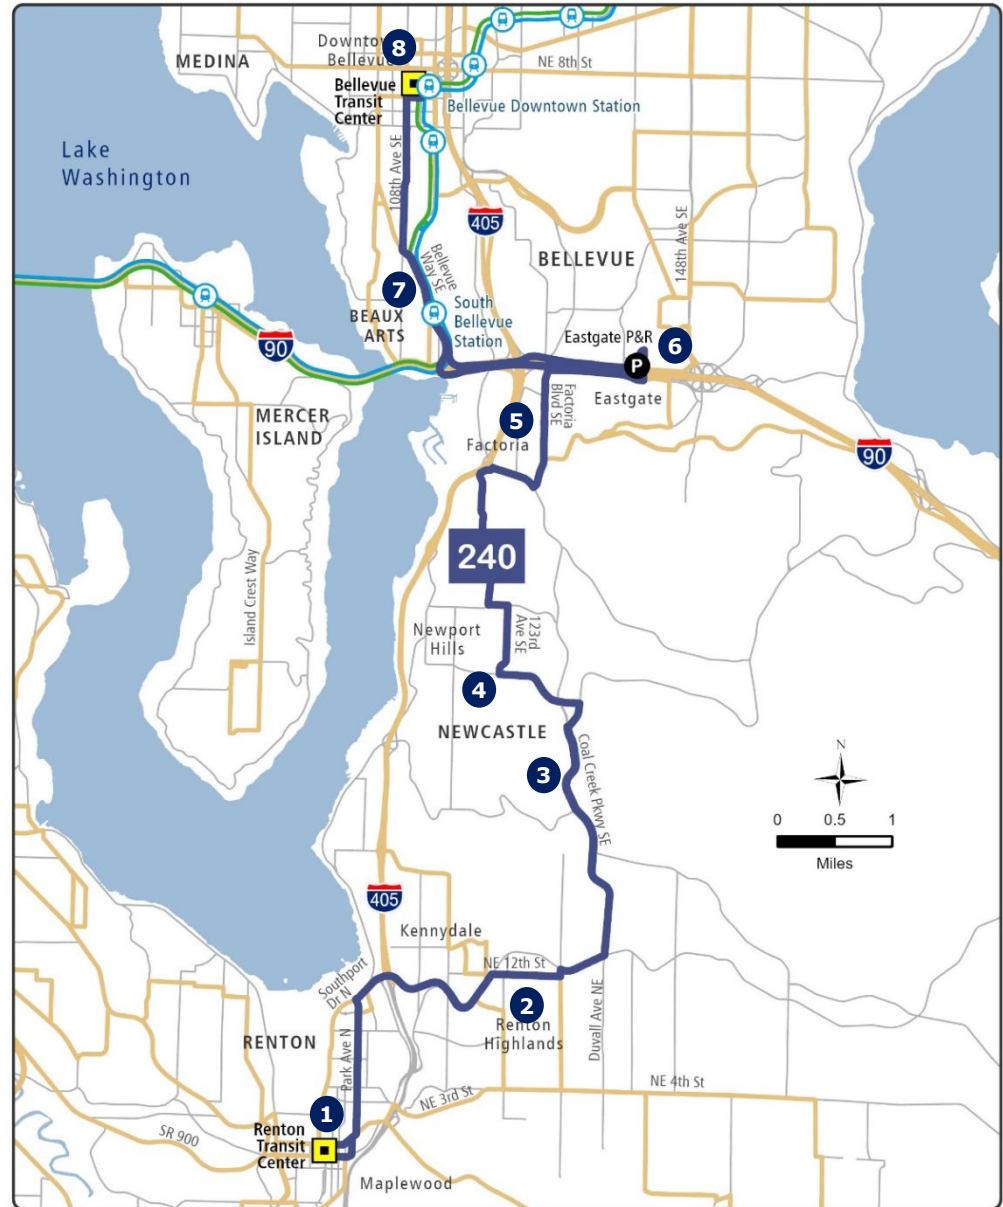 MEDINA
Downtown
Bellevue
8
NE 8th St
Bellevue
Transit
Center
Bellevue Downtown Station
Lake
Washington
108th Ave SE
405
148th Ave SE
BELLEVUE
Bellevue
Way SE
7
BEAUX
ARTS
South
Bellevue
Station
Eastgate P&R
6
P
90
Eastgate
MERCER
ISLAND
Factoria
Blvd SE
5
Factoria
90
240
Island Crest Way
Newport
Hills
123rd
Ave SE
4
NEWCASTLE
3
Coal Creek Pkwy SE
N
0 0.5 1
Miles
405
Kennydale
NE 12th St
Southport
Dr N
2
Renton
Highlands
Duvall Ave NE
RENTON
Park Ave N
NE 4th St
NE 3rd St
1
SR 900
Renton
Transit
Center
Maplewood